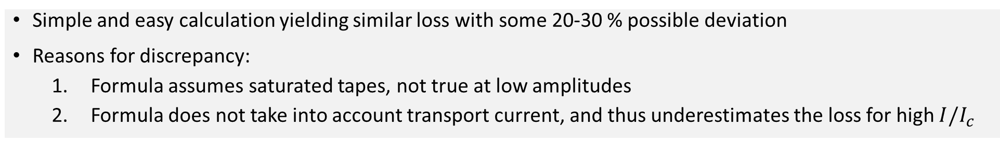 • Simple and easy calculation yielding similar loss with some 20-30 % possible deviation
• Reasons for discrepancy:
1. Formula assumes saturated tapes, not true at low amplitudes
2. Formula does not take into account transport current, and thus underestimates the loss for high I/I_c